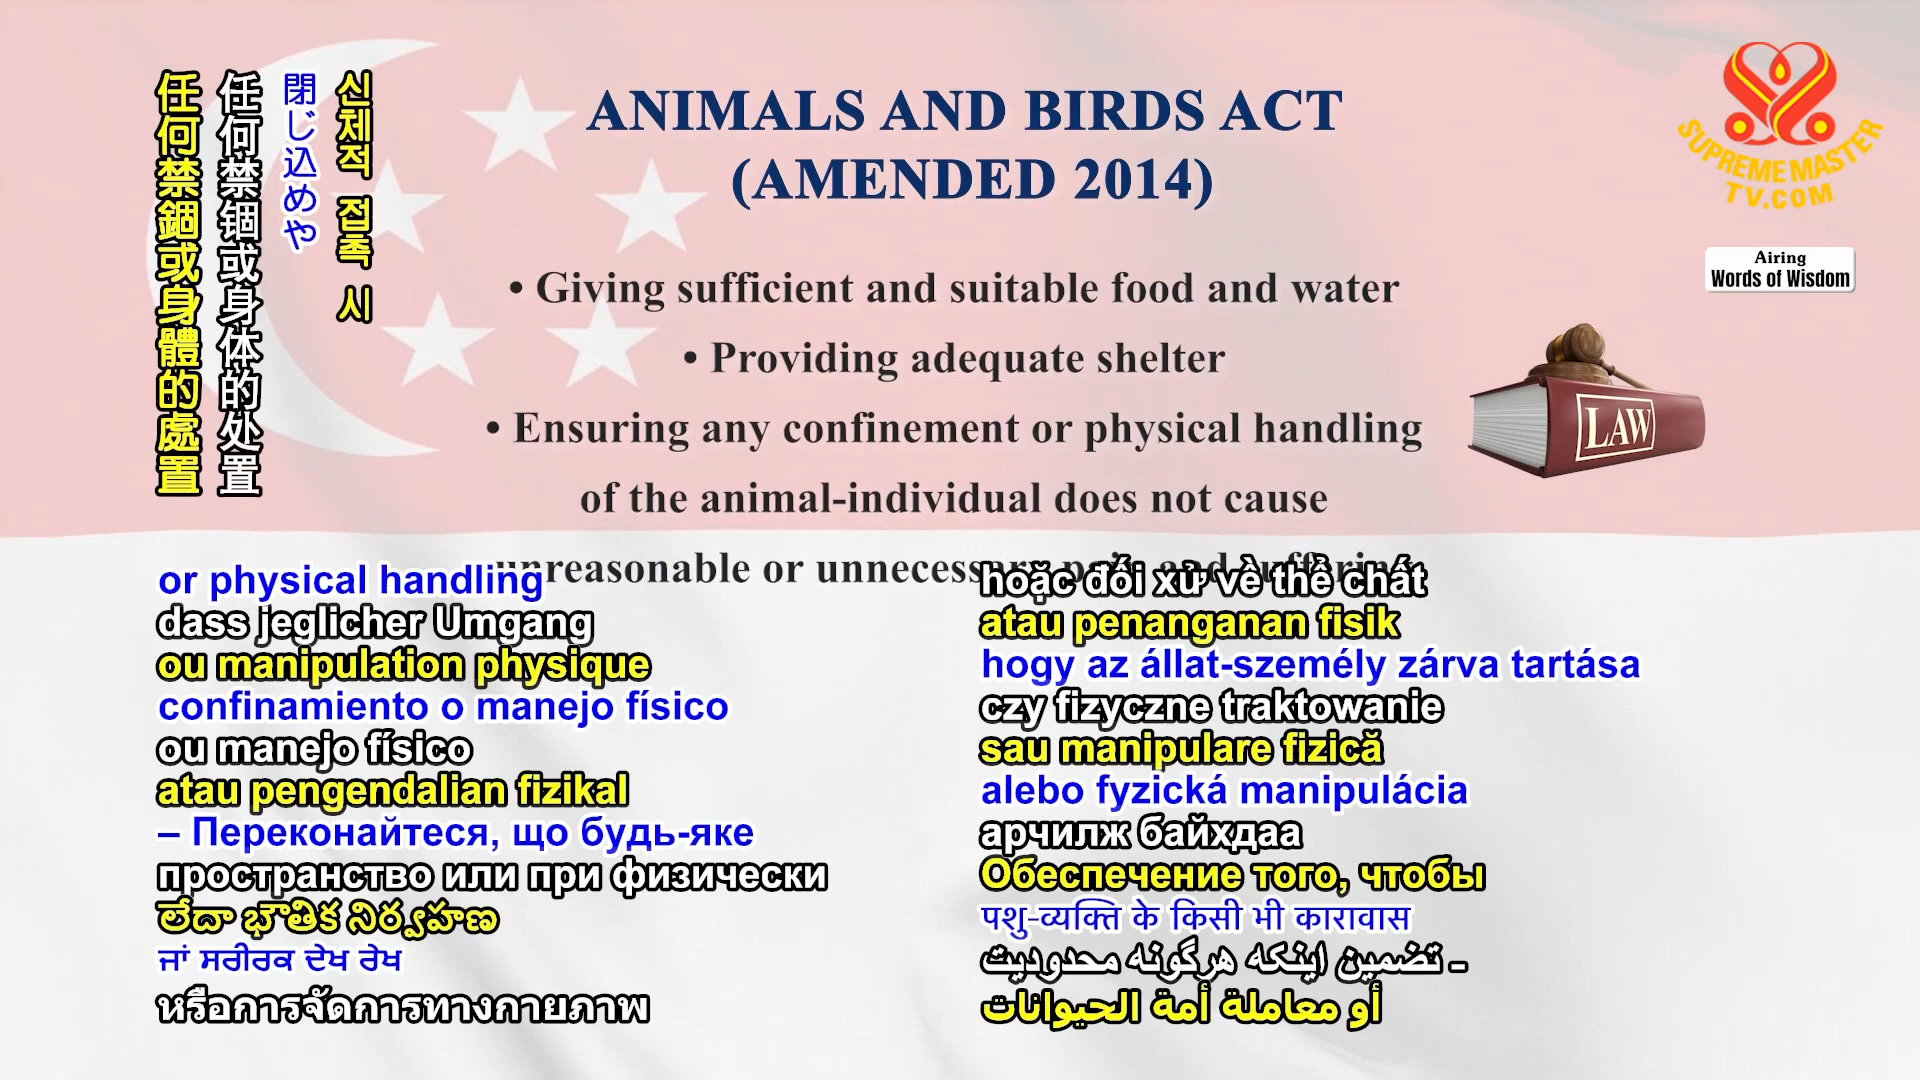 任何禁錮或身體的處置
任何禁锢或身体的处置
閉じ込めや
신체적 접촉 시
ANIMALS AND BIRDS ACT
(AMENDED 2014)
• Giving sufficient and suitable food and water
• Providing adequate shelter
• Ensuring any confinement or physical handling
of the animal-individual does not cause
unreasonable or unnecessary pain and suffering
SUPREME MASTER
TV.COM
Airing
Words of Wisdom
LAW
or physical handling
dass jeglicher Umgang
ou manipulation physique
confinamiento o manejo físico
ou manejo físico
atau pengendalian fizikal
– Переконайтеся, що будь-яке
пространство или при физически
లేదా భౌతిక నిర్వహణ
ਜਾਂ ਸਰੀਰਕ ਦੇਖ ਰੇਖ
หรือการจัดการทางกายภาพ
hoặc đối xử về thể chất
atau penanganan fisik
hogy az állat-személy zárva tartása
czy fizyczne traktowanie
sau manipulare fizică
alebo fyzická manipulácia
арчилж байхдаа
Обеспечение того, чтобы
पशु-व्यक्ति के किसी भी कारावास
- تضمین اینکه هرگونه محدودیت
أو معاملة أمة الحيوانات